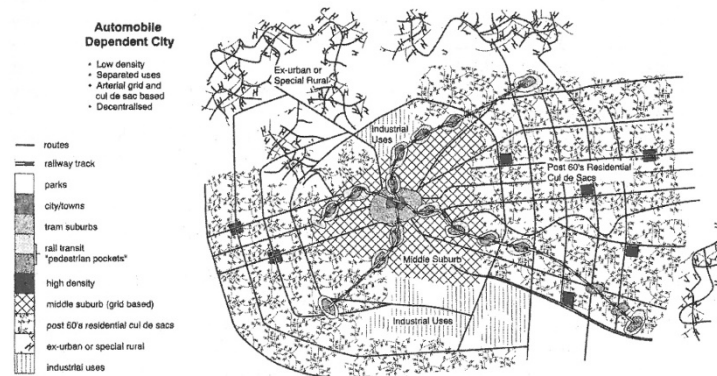 Automobile
Dependent City
• Low density
• Separated uses
• Arterial grid and
cul de sac based
• Decentralised
routes
railway track
parks
city/towns
tram suburbs
rail transit
"pedestrian pockets"
high density
middle suburb (grid based)
post 60's residential cul de sacs
ex-urban or special rural
industrial uses
Ex-urban or
Special Rural
Industrial
Uses
Post 60's Residential
Cul de Sacs
Middle Suburb
Industrial Uses